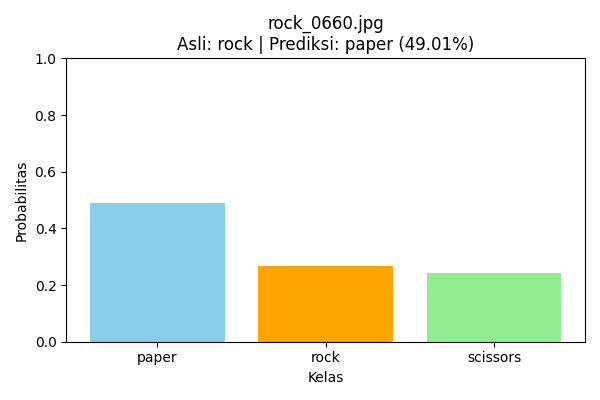 rock_0660.jpg
Asli: rock | Prediksi: paper (49.01%)
1.0
0.8
0.6
0.4
0.2
0.0
Probabilitas
paper rock scissors
Kelas